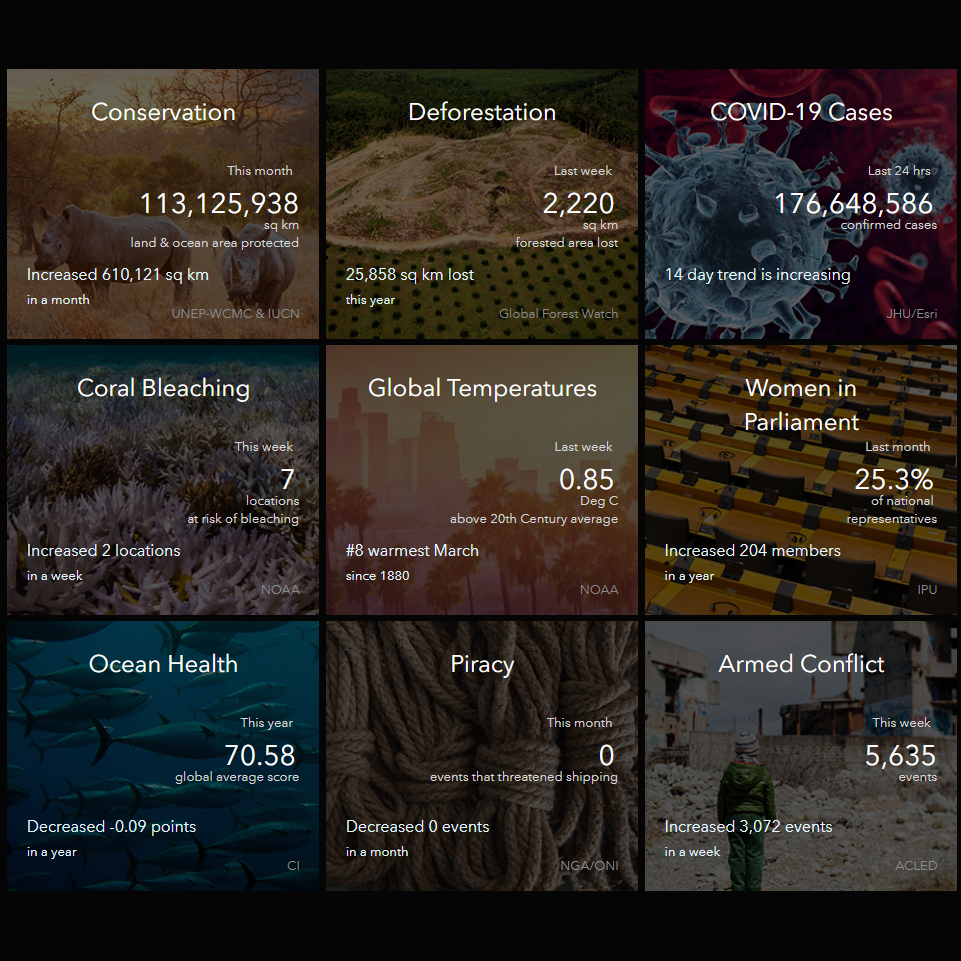 Conservation
This month
113,125,938
sq km
land & ocean area protected
Increased 610,121 sq km
in a month
UNEP-WCMC & IUCN
Deforestation
Last week
2,220
sq km
forested area lost
25,858 sq km lost
this year
Global Forest Watch
COVID-19 Cases
Last 24 hrs
176,648,586
confirmed cases
14 day trend is increasing
JHU/Esri
Coral Bleaching
This week
7
locations
at risk of bleaching
Increased 2 locations
in a week
NOAA
Global Temperatures
Last week
0.85
Deg C
above 20th Century average
#8 warmest March
since 1880
NOAA
Women in
Parliament
Last month
25.3%
of national
representatives
Increased 204 members
in a year
IPU
Ocean Health
This year
70.58
global average score
Decreased -0.09 points
in a year
CI
Piracy
This month
0
events that threatened shipping
Decreased 0 events
in a month
NGA/ONI
Armed Conflict
This week
5,635
events
Increased 3,072 events
in a week
ACLED